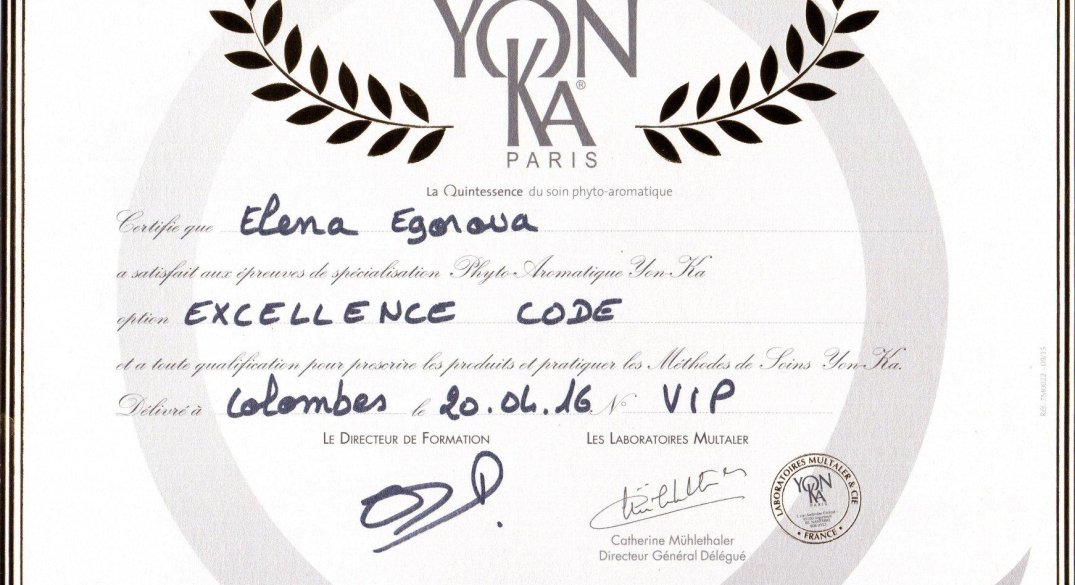 YON
KA®
PARIS
La Quintessence du soin phyto-aromatique
Certifie que Elena Egorova
a satisfait aux épreuves de spécialisation Phyto-Aromatique Yon-Ka
option EXCELLENCE CODE
et a toute qualification pour prescrire les produits et pratiquer les Méthodes de Soins Yon-Ka.
Délivré à Colombes le 20.04.16 N° VIP
LE DIRECTEUR DE FORMATION LES LABORATOIRES MULTALER
LABORATOIRES MULTALER & CIE
YON
KA
PARIS
• FRANCE •
Catherine Mühlethaler
Directeur Général Délégué